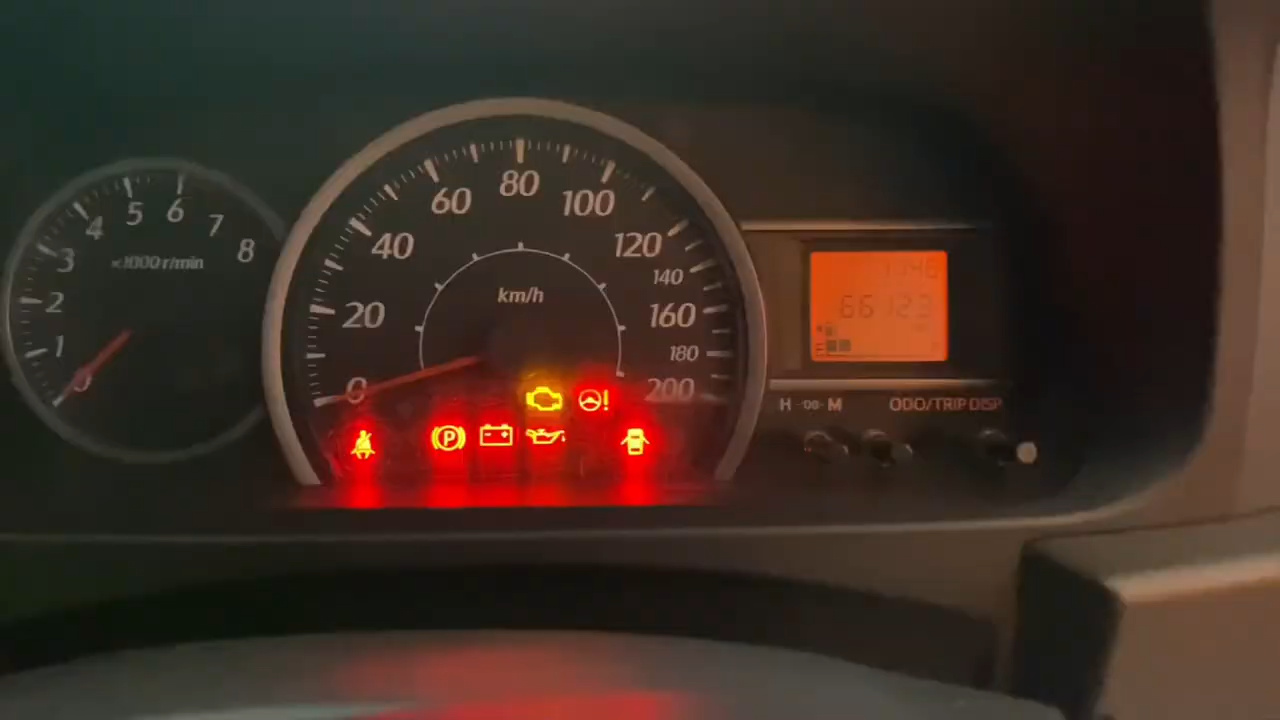 0 1 2 3 4 5 6 7 8
×1000 r/min
0 20 40 60 80 100 120 140 160 180 200
km/h
P
!
66123
H -:00- M
ODO/TRIP DISP